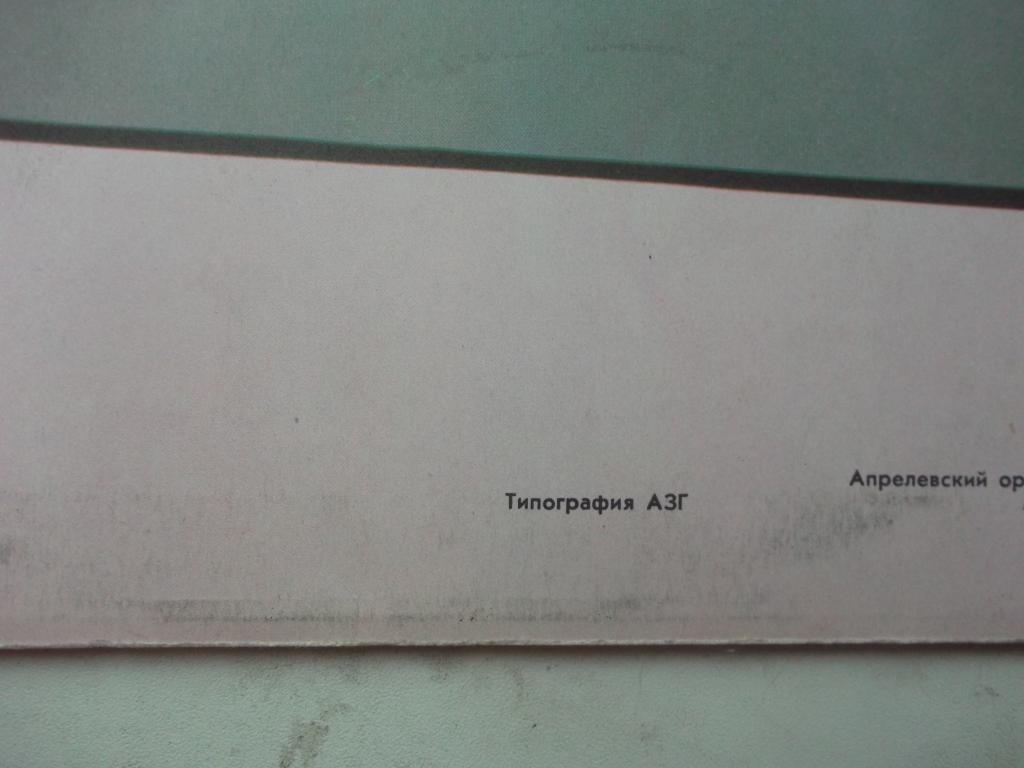 Типография АЗГ
Апрелевский ор